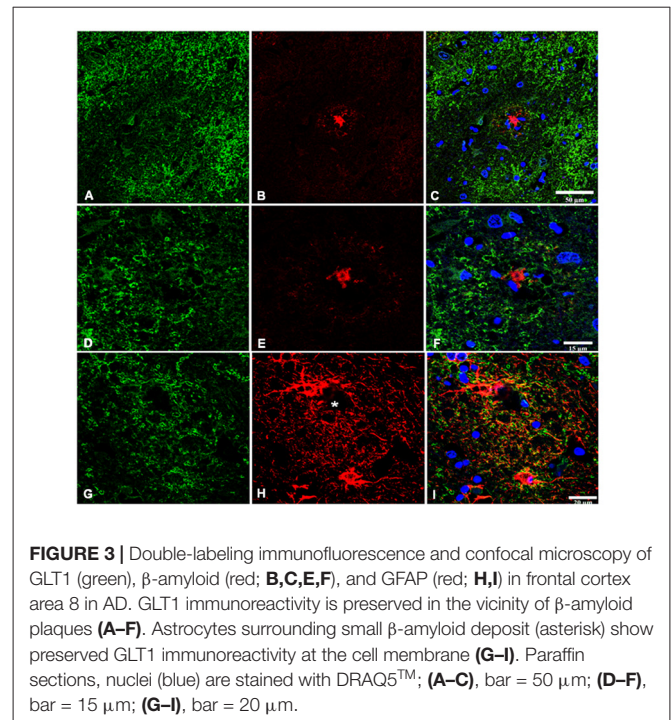 A
B
C
50 µms
D
E
F
15 µm
G
*
H
I
20 µm
FIGURE 3 | Double-labeling immunofluorescence and confocal microscopy of
GLT1 (green), β-amyloid (red; B,C,E,F), and GFAP (red; H,I) in frontal cortex
area 8 in AD. GLT1 immunoreactivity is preserved in the vicinity of β-amyloid
plaques (A–F). Astrocytes surrounding small β-amyloid deposit (asterisk) show
preserved GLT1 immunoreactivity at the cell membrane (G–I). Paraffin
sections, nuclei (blue) are stained with DRAQ5™; (A–C), bar = 50 μm; (D–F),
bar = 15 μm; (G–I), bar = 20 μm.